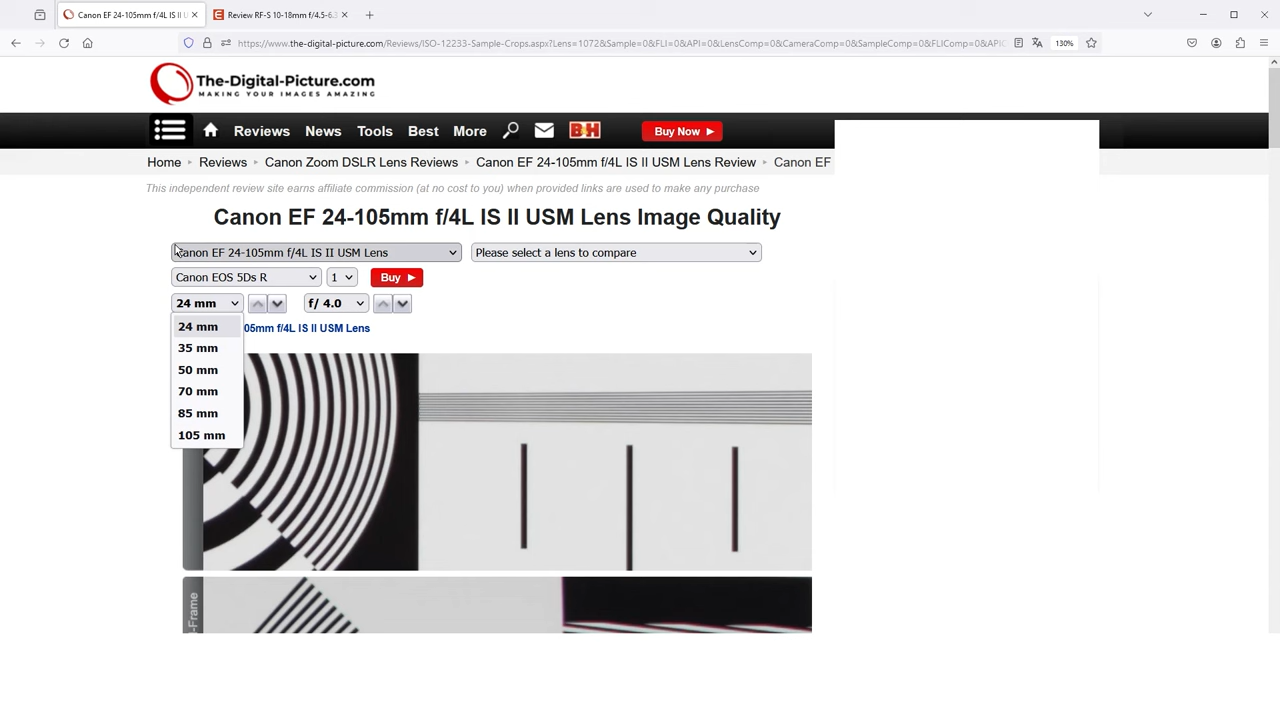 Canon EF 24-105mm f/4L IS II U
Review RF-S 10-18mm f/4.5-6.3
https://www.the-digital-picture.com/Reviews/ISO-12233-Sample-Crops.aspx?Lens=1072&Sample=0&FLI=0&API=0&LensComp=0&CameraComp=0&SampleComp=0&FLIComp=0&APIC
130%
The-Digital-Picture.com
MAKING YOUR IMAGES AMAZING
Reviews News Tools Best More B&H Buy Now
Home Reviews Canon Zoom DSLR Lens Reviews Canon EF 24-105mm f/4L IS II USM Lens Review Canon EF
This independent review site earns affiliate commission (at no cost to you) when provided links are used to make any purchase
Canon EF 24-105mm f/4L IS II USM Lens Image Quality
Canon EF 24-105mm f/4L IS II USM Lens Please select a lens to compare
Canon EOS 5Ds R 1 Buy
24 mm f/ 4.0
24 mm 05mm f/4L IS II USM Lens
35 mm
50 mm
70 mm
85 mm
105 mm
-Frame